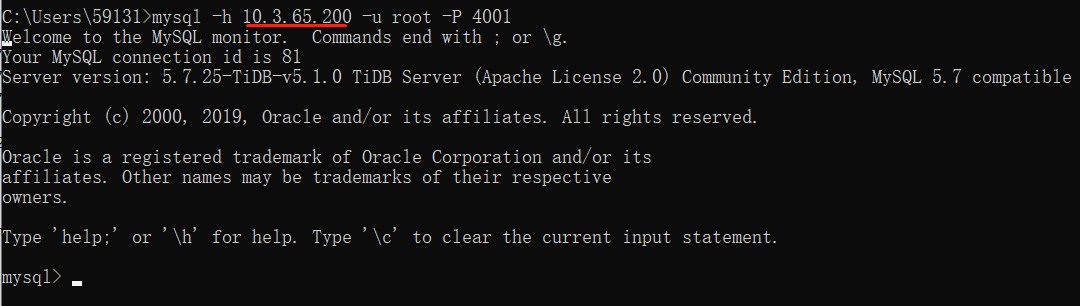 C:\Users\59131>mysql -h 10.3.65.200 -u root -P 4001
Welcome to the MySQL monitor.  Commands end with ; or \g.
Your MySQL connection id is 81
Server version: 5.7.25-TiDB-v5.1.0 TiDB Server (Apache License 2.0) Community Edition, MySQL 5.7 compatible
Copyright (c) 2000, 2019, Oracle and/or its affiliates. All rights reserved.
Oracle is a registered trademark of Oracle Corporation and/or its
affiliates. Other names may be trademarks of their respective
owners.
Type 'help;' or '\h' for help. Type '\c' to clear the current input statement.
mysql>